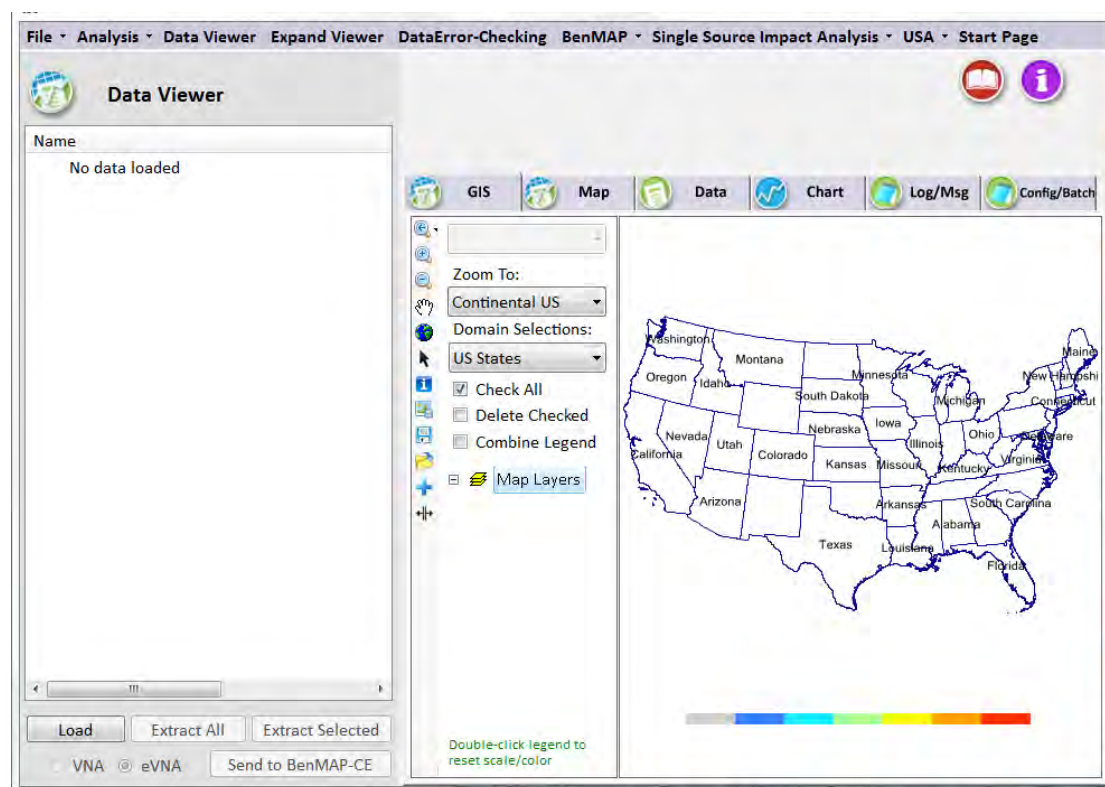 File Analysis Data Viewer Expand Viewer DataError-Checking BenMAP Single Source Impact Analysis USA Start Page
Data Viewer
Name
No data loaded
GIS Map Data Chart Log/Msg Config/Batch
Zoom To:
Continental US
Domain Selections:
US States
Check All
Delete Checked
Combine Legend
Map Layers
Washington
Montana
Maine
Minnesota
Oregon
Idaho
New Hampshi
South Dakota
Michigan
Connecticut
Nebraska
Iowa
Nevada
Utah
Illinois
Ohio
Delaware
California
Colorado
Kansas
Missouri
Kentucky
Virginia
Arizona
Arkansas
South Carolina
Alabama
Texas
Louisiana
Florida
Load Extract All Extract Selected
VNA eVNA Send to BenMAP-CE
Double-click legend to
reset scale/color